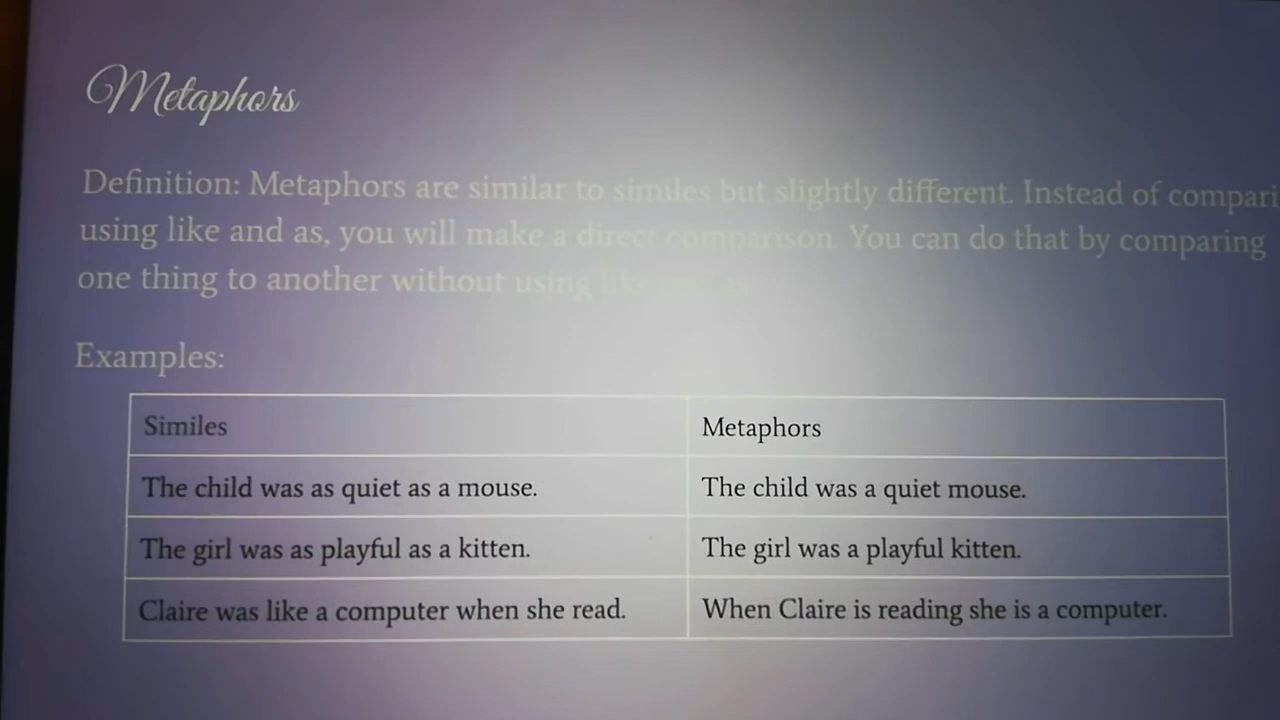 Metaphors
Definition: Metaphors are similar to similes but slightly different. Instead of compari
using like and as, you will make a direct comparison. You can do that by comparing
one thing to another without using like
Examples:
Similes Metaphors
The child was as quiet as a mouse. The child was a quiet mouse.
The girl was as playful as a kitten. The girl was a playful kitten.
Claire was like a computer when she read. When Claire is reading she is a computer.